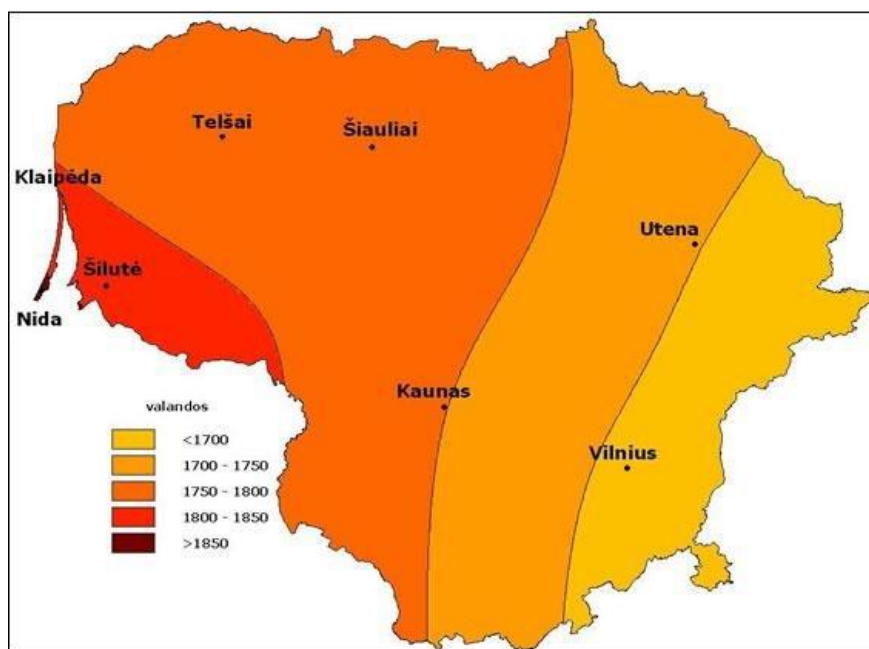 Telšai
Šiauliai
Klaipėda
Utena
Šilutė
Nida
Kaunas
valandos
<1700
Vilnius
1700 - 1750
1750 - 1800
1800 - 1850
>1850